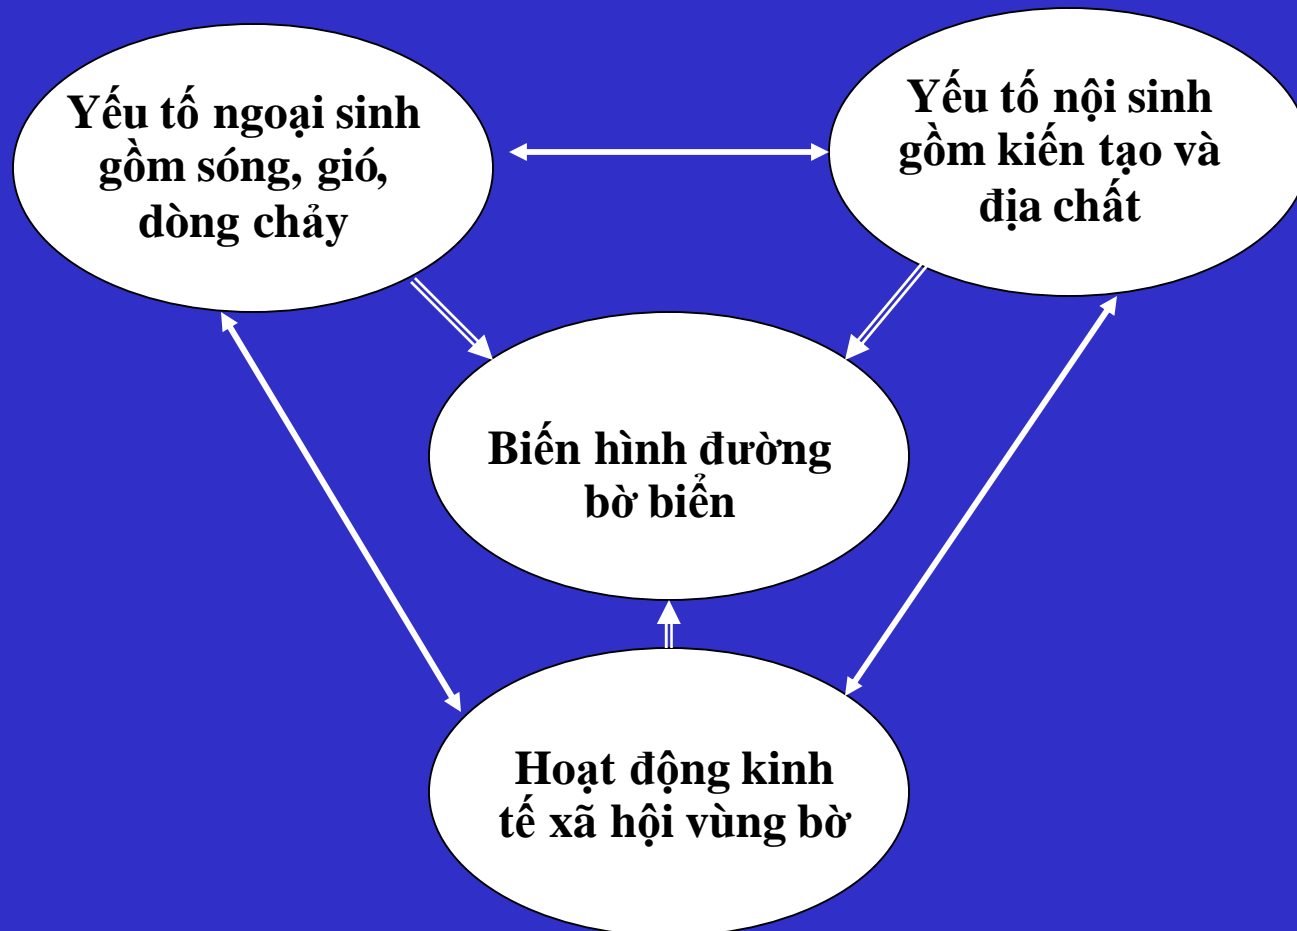 Yếu tố ngoại sinh
gồm sóng, gió,
dòng chảy
Yếu tố nội sinh
gồm kiến tạo và
địa chất
Biến hình đường
bờ biển
Hoạt động kinh
tế xã hội vùng bờ